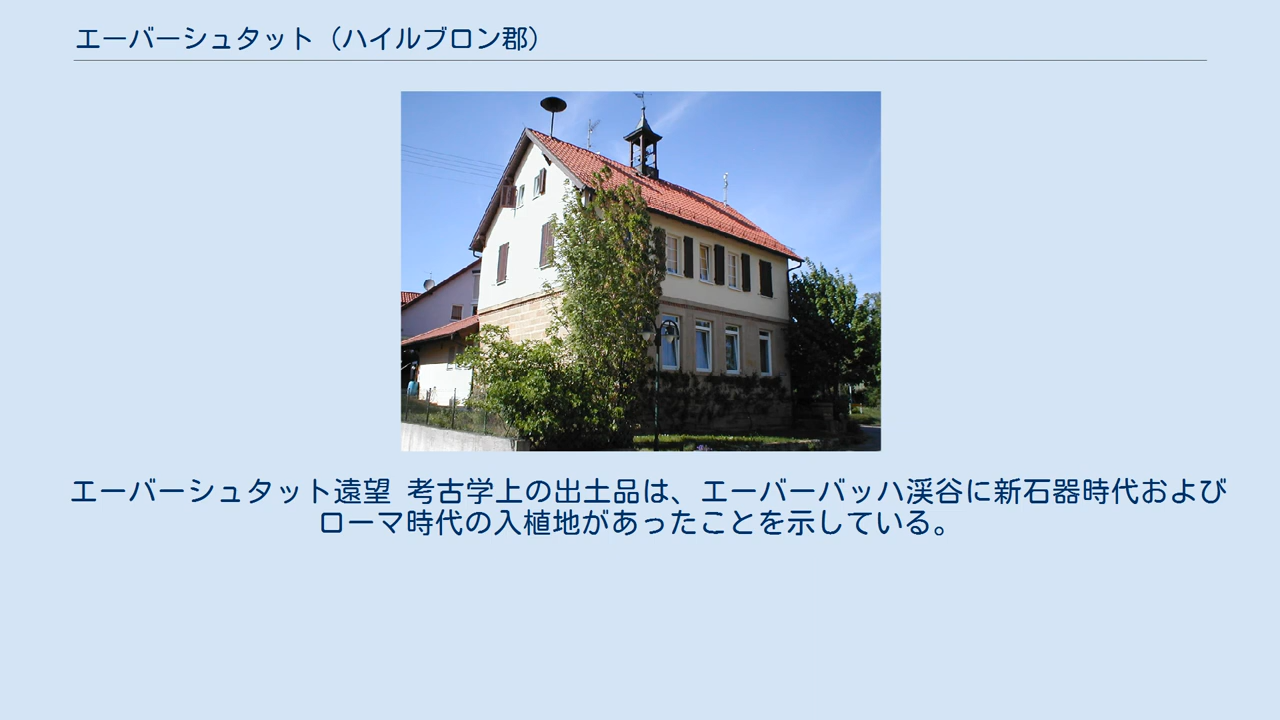 エーバーシュタット（ハイルブロン郡）
エーバーシュタット遠望 考古学上の出土品は、エーバーバッハ渓谷に新石器時代および
ローマ時代の入植地があったことを示している。